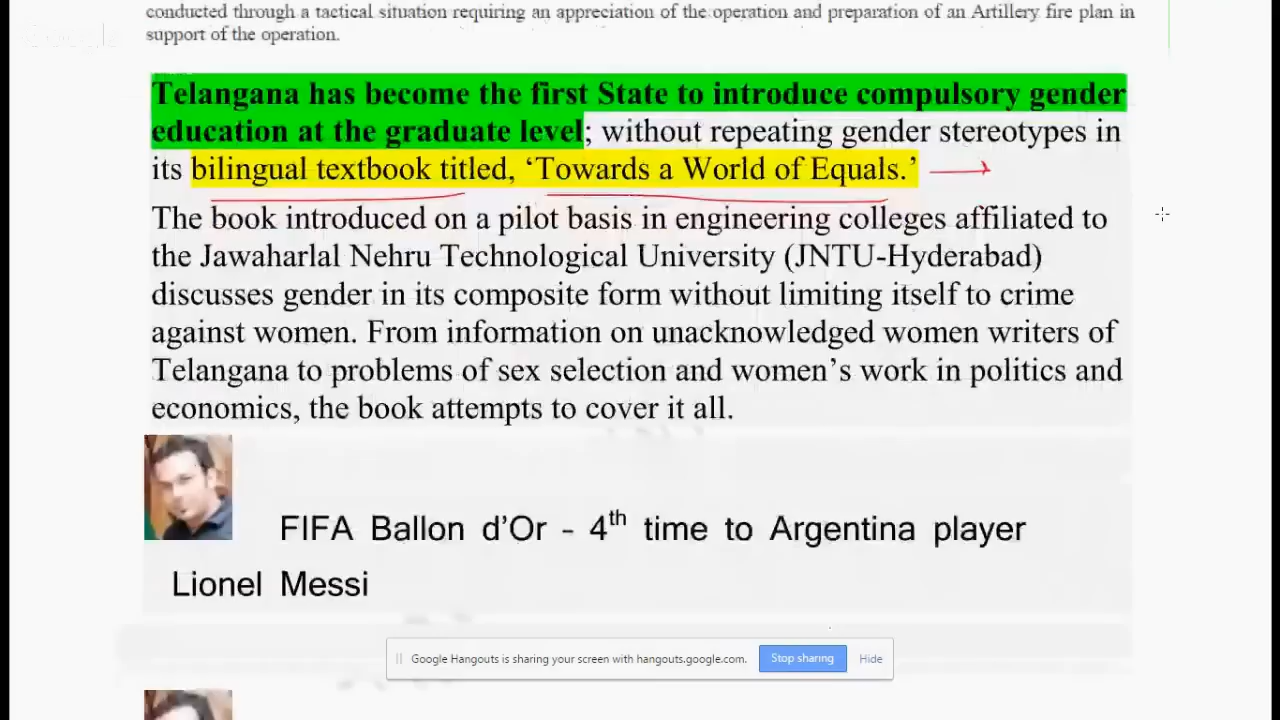 conducted through a tactical situation requiring an appreciation of the operation and preparation of an Artillery fire plan in
support of the operation.
Telangana has become the first State to introduce compulsory gender
education at the graduate level; without repeating gender stereotypes in
its bilingual textbook titled, ‘Towards a World of Equals.’
The book introduced on a pilot basis in engineering colleges affiliated to
the Jawaharlal Nehru Technological University (JNTU-Hyderabad)
discusses gender in its composite form without limiting itself to crime
against women. From information on unacknowledged women writers of
Telangana to problems of sex selection and women’s work in politics and
economics, the book attempts to cover it all.
FIFA Ballon d’Or - 4th time to Argentina player
Lionel Messi
Google Hangouts is sharing your screen with hangouts.google.com. Stop sharing Hide